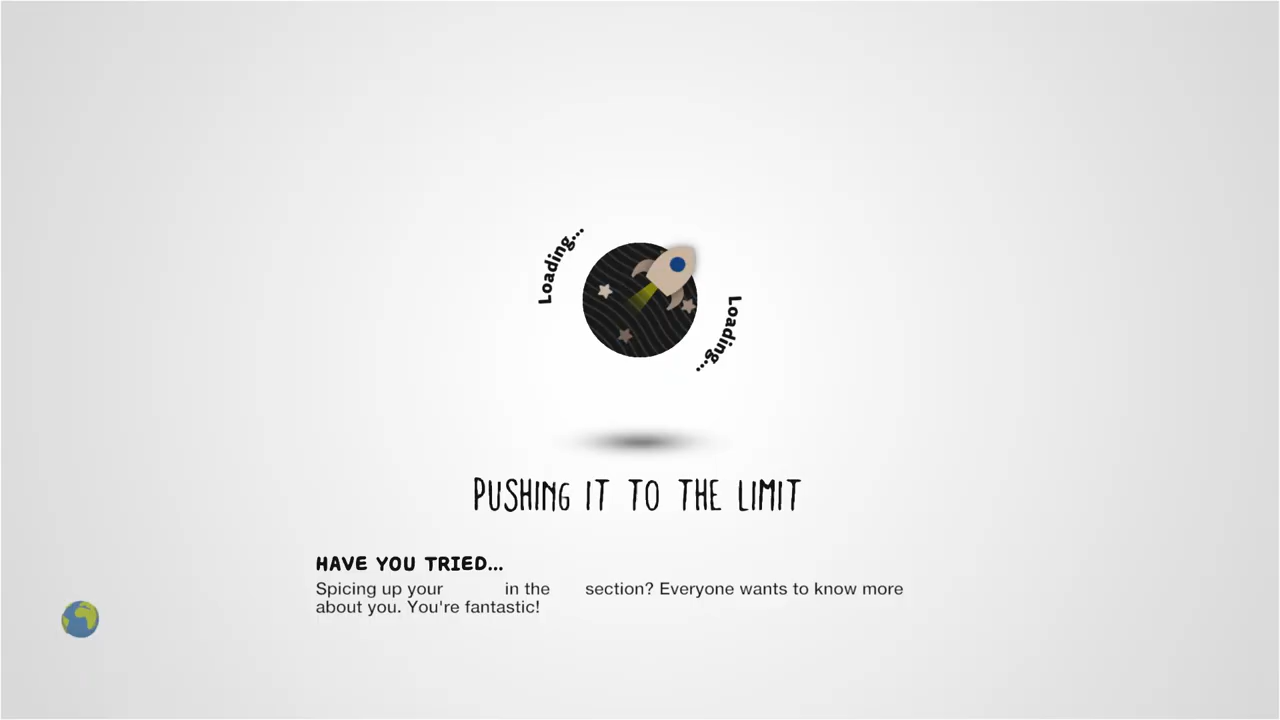 Loading...
Loading...
PUSHING IT TO THE LIMIT
HAVE YOU TRIED...
Spicing up your in the section? Everyone wants to know more
about you. You're fantastic!